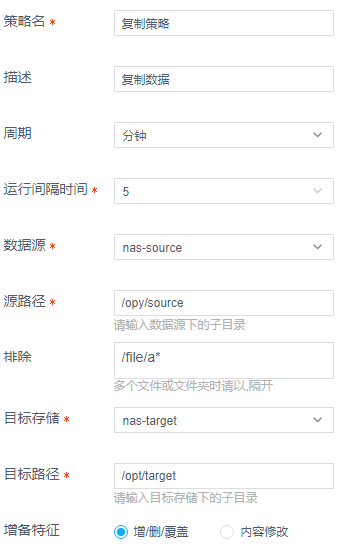 策略名 * 复制策略
描述 复制数据
周期 分钟
运行间隔时间 * 5
数据源 * nas-source
源路径 * /opy/source
请输入数据源下的子目录
排除 /file/a*
多个文件或文件夹时请以,隔开
目标存储 * nas-target
目标路径 * /opt/target
请输入目标存储下的子目录
增备特征 增/删/覆盖 内容修改